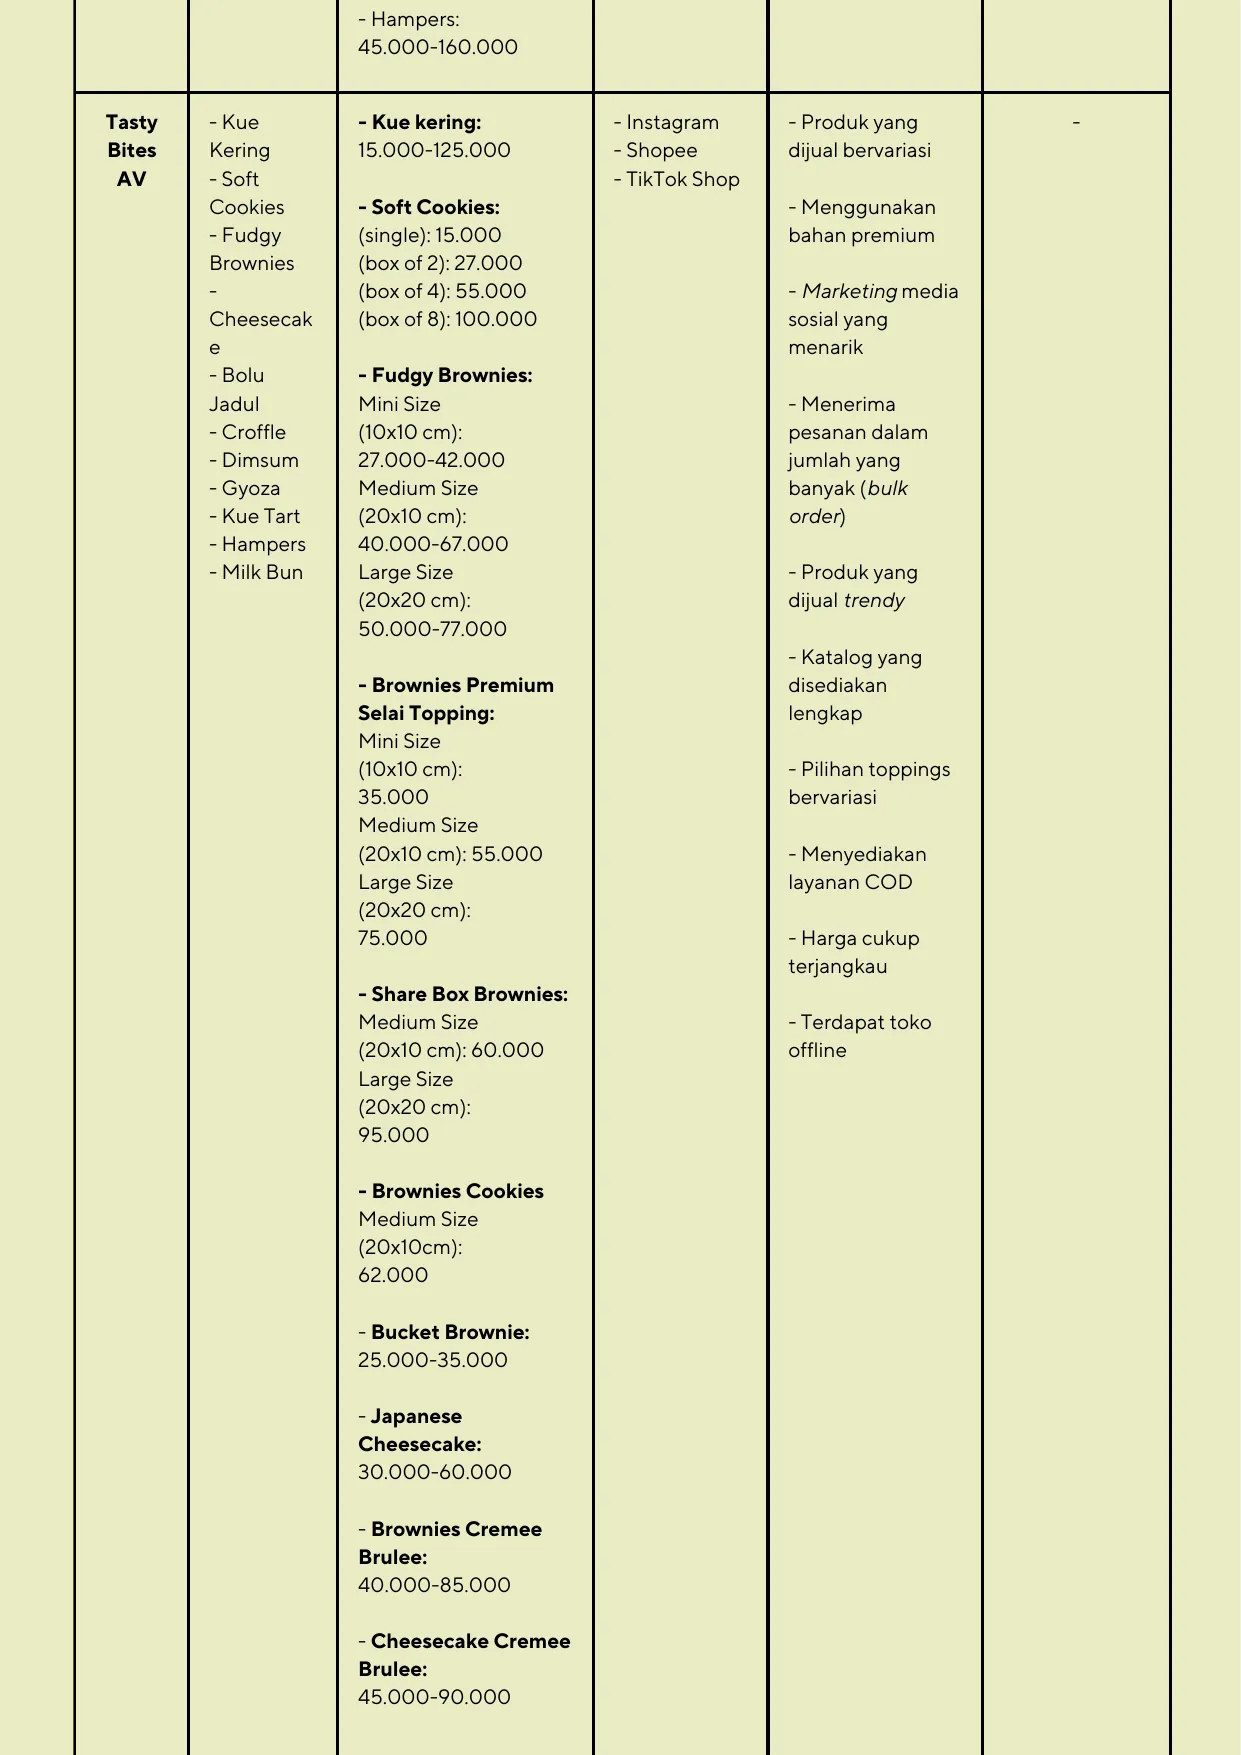 - Hampers:
45.000-160.000
Tasty
Bites
AV
- Kue
Kering
- Soft
Cookies
- Fudgy
Brownies
-
Cheesecak
e
- Bolu
Jadul
- Croffle
- Dimsum
- Gyoza
- Kue Tart
- Hampers
- Milk Bun
- Kue kering:
15.000-125.000
- Soft Cookies:
(single): 15.000
(box of 2): 27.000
(box of 4): 55.000
(box of 8): 100.000
- Fudgy Brownies:
Mini Size
(10x10 cm):
27.000-42.000
Medium Size
(20x10 cm):
40.000-67.000
Large Size
(20x20 cm):
50.000-77.000
- Brownies Premium
Selai Topping:
Mini Size
(10x10 cm):
35.000
Medium Size
(20x10 cm): 55.000
Large Size
(20x20 cm):
75.000
- Share Box Brownies:
Medium Size
(20x10 cm): 60.000
Large Size
(20x20 cm):
95.000
- Brownies Cookies
Medium Size
(20x10cm):
62.000
- Bucket Brownie:
25.000-35.000
- Japanese
Cheesecake:
30.000-60.000
- Brownies Cremee
Brulee:
40.000-85.000
- Cheesecake Cremee
Brulee:
45.000-90.000
- Instagram
- Shopee
- TikTok Shop
- Produk yang
dijual bervariasi
- Menggunakan
bahan premium
- Marketing media
sosial yang
menarik
- Menerima
pesanan dalam
jumlah yang
banyak (bulk
order)
- Produk yang
dijual trendy
- Katalog yang
disediakan
lengkap
- Pilihan toppings
bervariasi
- Menyediakan
layanan COD
- Harga cukup
terjangkau
- Terdapat toko
offline
-